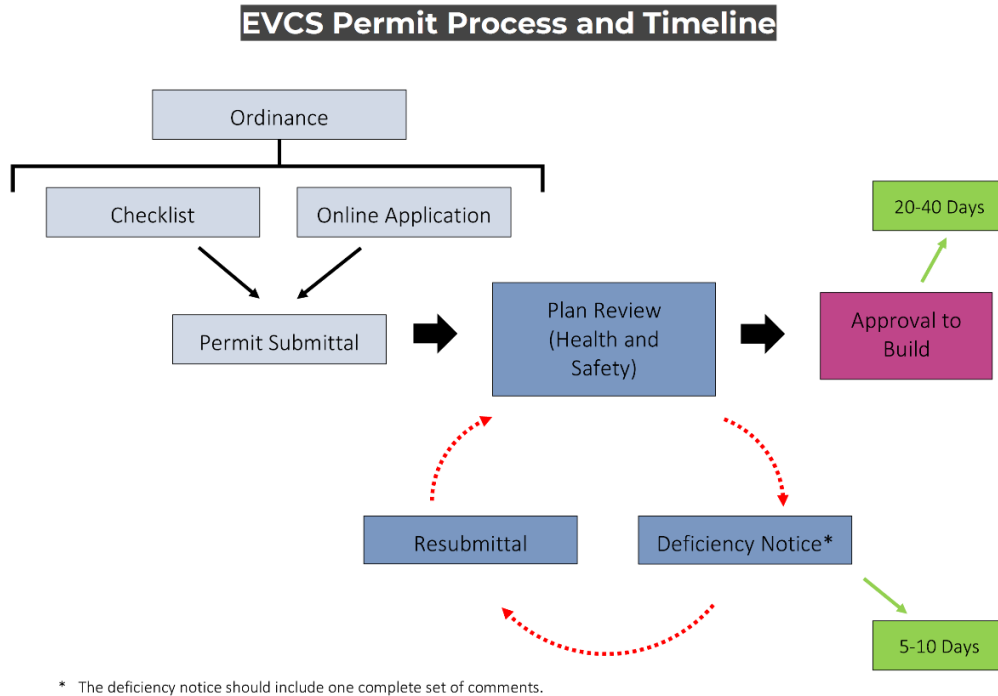 EVCS Permit Process and Timeline
Ordinance
Checklist
Online Application
20-40 Days
Permit Submittal
Plan Review
(Health and
Safety)
Approval to
Build
Resubmittal
Deficiency Notice*
5-10 Days
* The deficiency notice should include one complete set of comments.